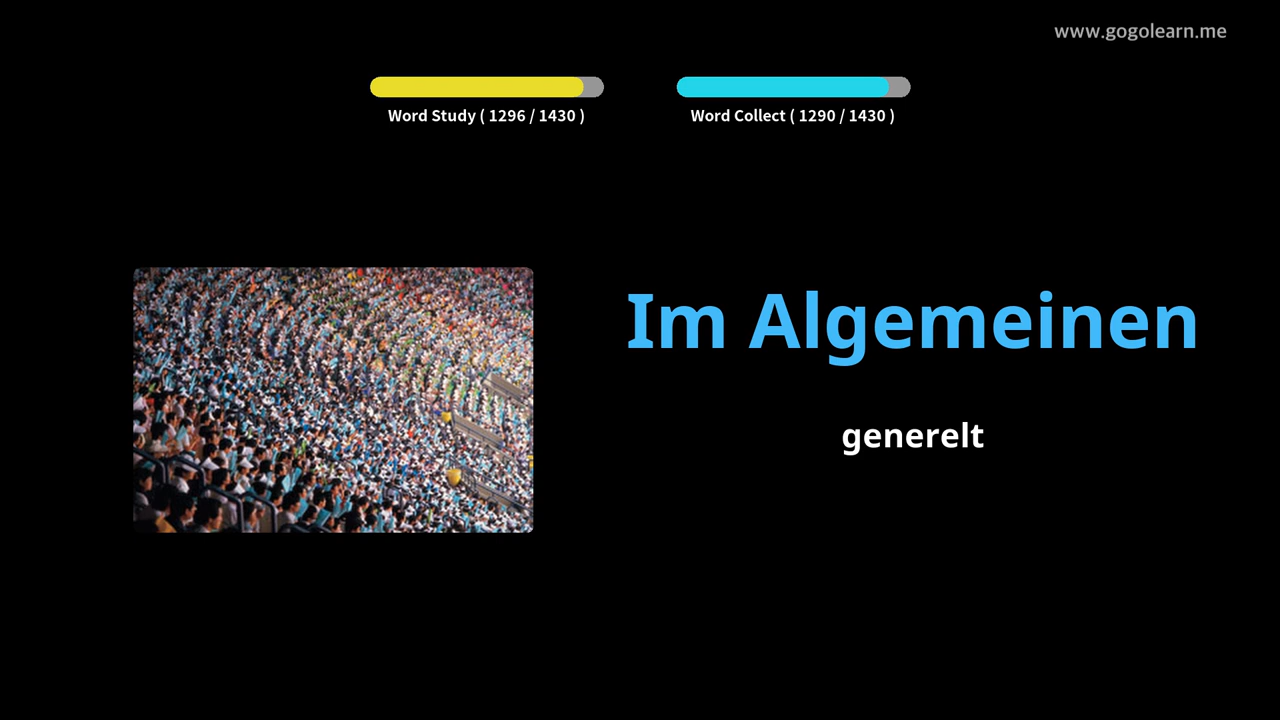 www.gogolearn.me
Word Study ( 1296 / 1430 )
Word Collect ( 1290 / 1430 )
Im Algemeinen
generelt